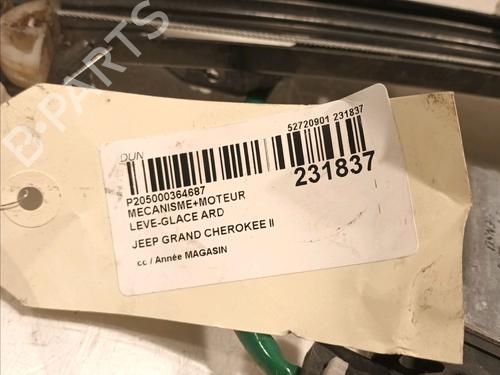 52720901 231837
DUN
231837
P205000364687
MECANISME+MOTEUR
LEVE-GLACE ARD
JEEP GRAND CHEROKEE II
cc / Année MAGASIN
B-PARTS